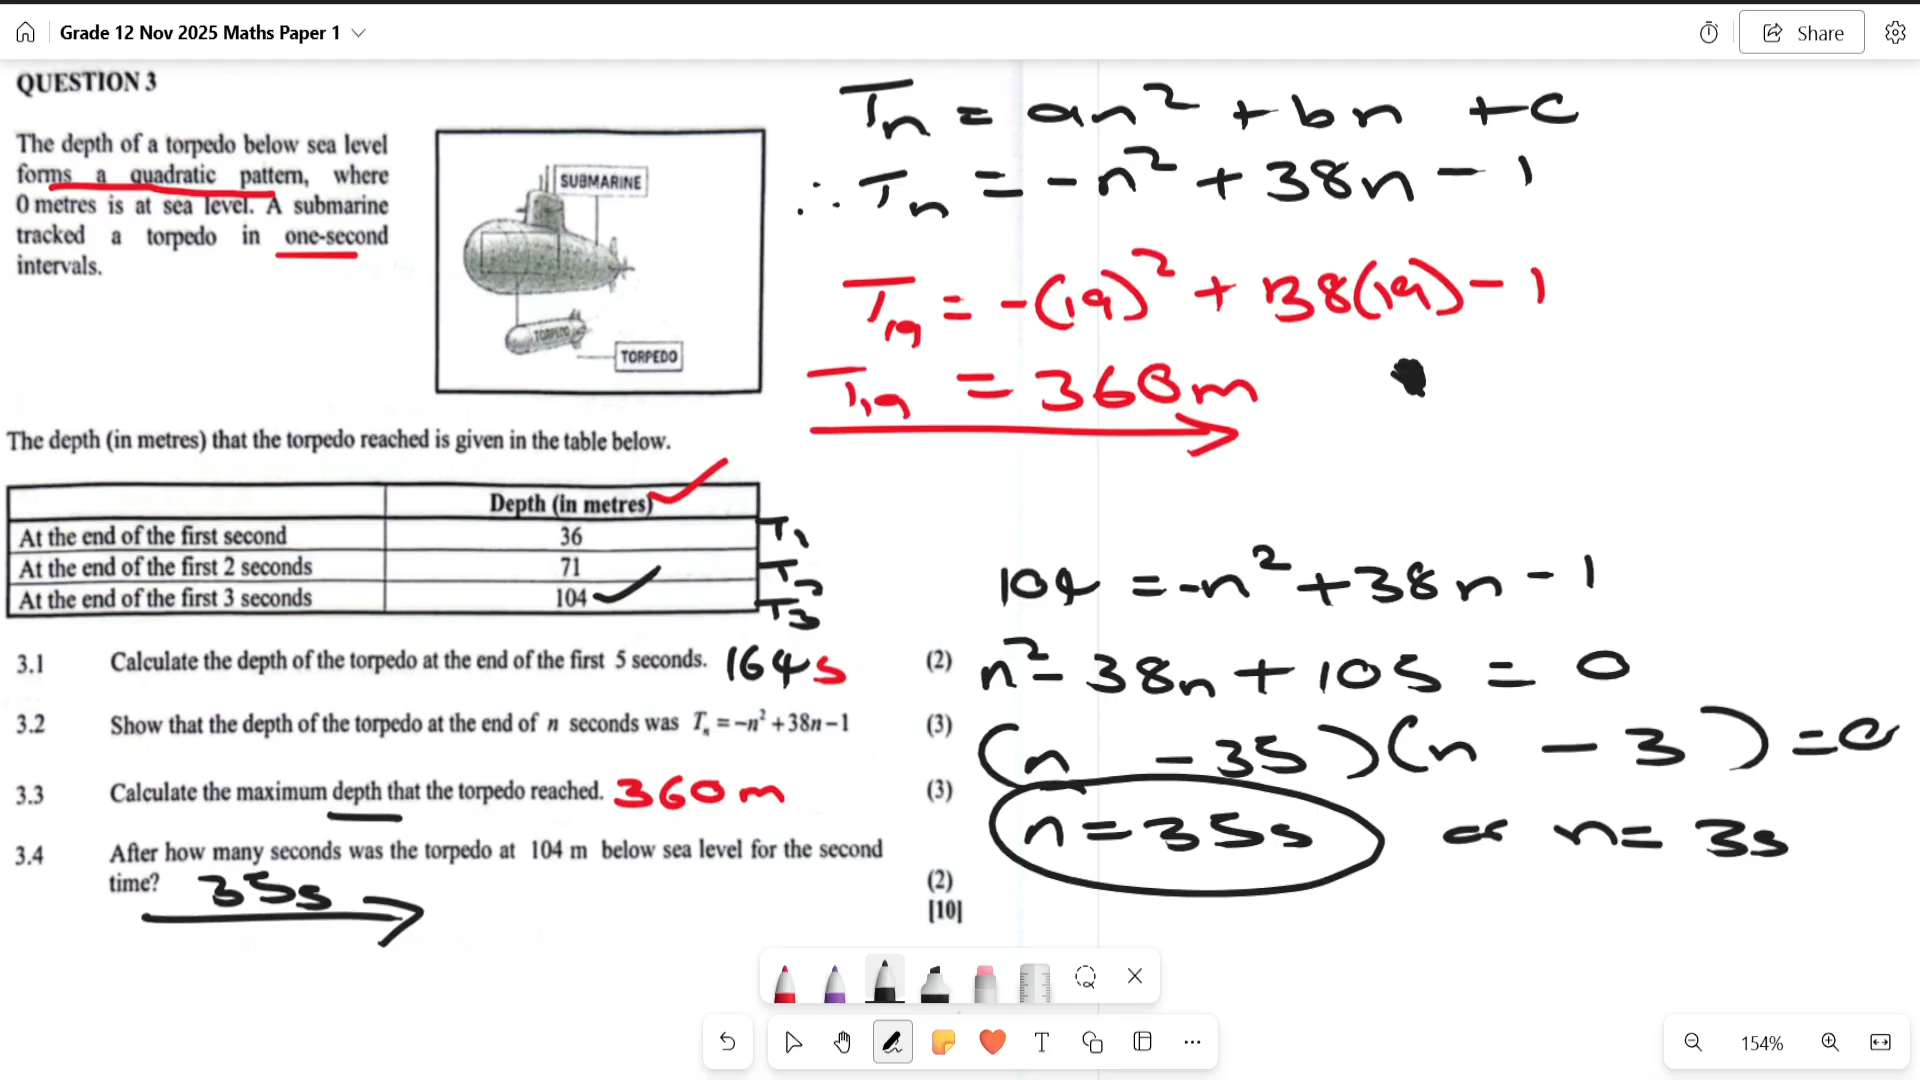 Grade 12 Nov 2025 Maths Paper 1
Share
QUESTION 3
The depth of a torpedo below sea level
forms a quadratic pattern, where
0 metres is at sea level. A submarine
tracked a torpedo in one-second
intervals.
SUBMARINE
TORPEDO
TORPEDO
Tn = an² + bn + c
∴ Tn = -n² + 38n - 1
T19 = -(19)² + 38(19) - 1
T19 = 360m
The depth (in metres) that the torpedo reached is given in the table below.
Depth (in metres)
At the end of the first second 36 T1
At the end of the first 2 seconds 71 T2
At the end of the first 3 seconds 104 T3
3.1 Calculate the depth of the torpedo at the end of the first 5 seconds. 164s (2)
3.2 Show that the depth of the torpedo at the end of n seconds was Tn = -n² + 38n - 1 (3)
3.3 Calculate the maximum depth that the torpedo reached. 360m (3)
3.4 After how many seconds was the torpedo at 104 m below sea level for the second
time? 35s (2)
[10]
104 = -n² + 38n - 1
n² - 38n + 105 = 0
(n - 35)(n - 3) = 0
n = 35s or n = 3s
154%